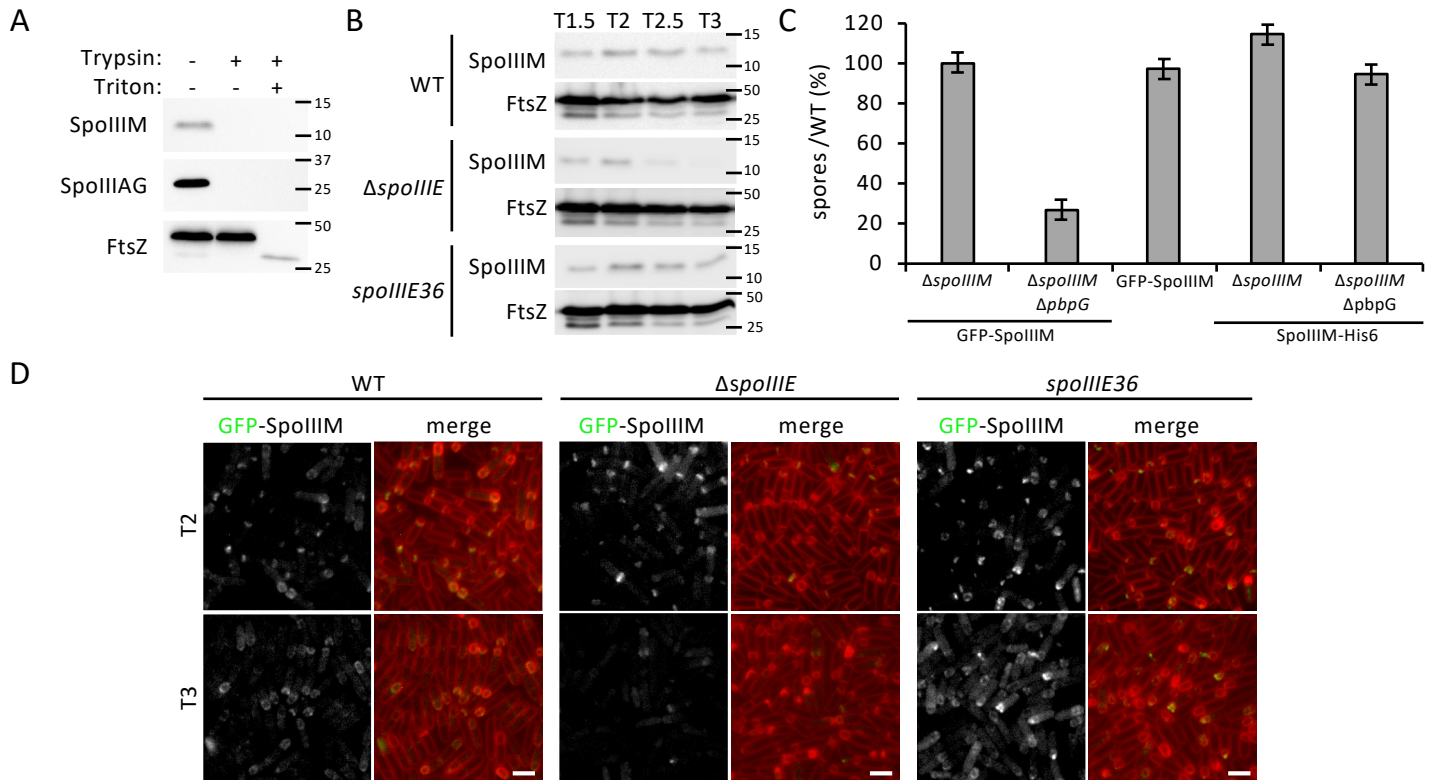 A
Trypsin: - + +
Triton: - - +
SpoIIIM
15
10
SpoIIIAG
37
25
FtsZ
50
25
B
T1.5 T2 T2.5 T3
WT
SpoIIIM
15
10
FtsZ
50
25
ΔspoIIIE
SpoIIIM
15
10
FtsZ
50
25
spoIIIE36
SpoIIIM
15
10
FtsZ
50
25
C
spores /WT (%)
120
100
80
60
40
20
0
ΔspoIIIM
ΔspoIIIM
ΔpbpG
GFP-SpoIIIM
ΔspoIIIM
ΔspoIIIM
ΔpbpG
GFP-SpoIIIM
SpoIIIM-His6
D
WT
ΔspoIIIE
spoIIIE36
GFP-SpoIIIM merge
GFP-SpoIIIM merge
GFP-SpoIIIM merge
T2
T3